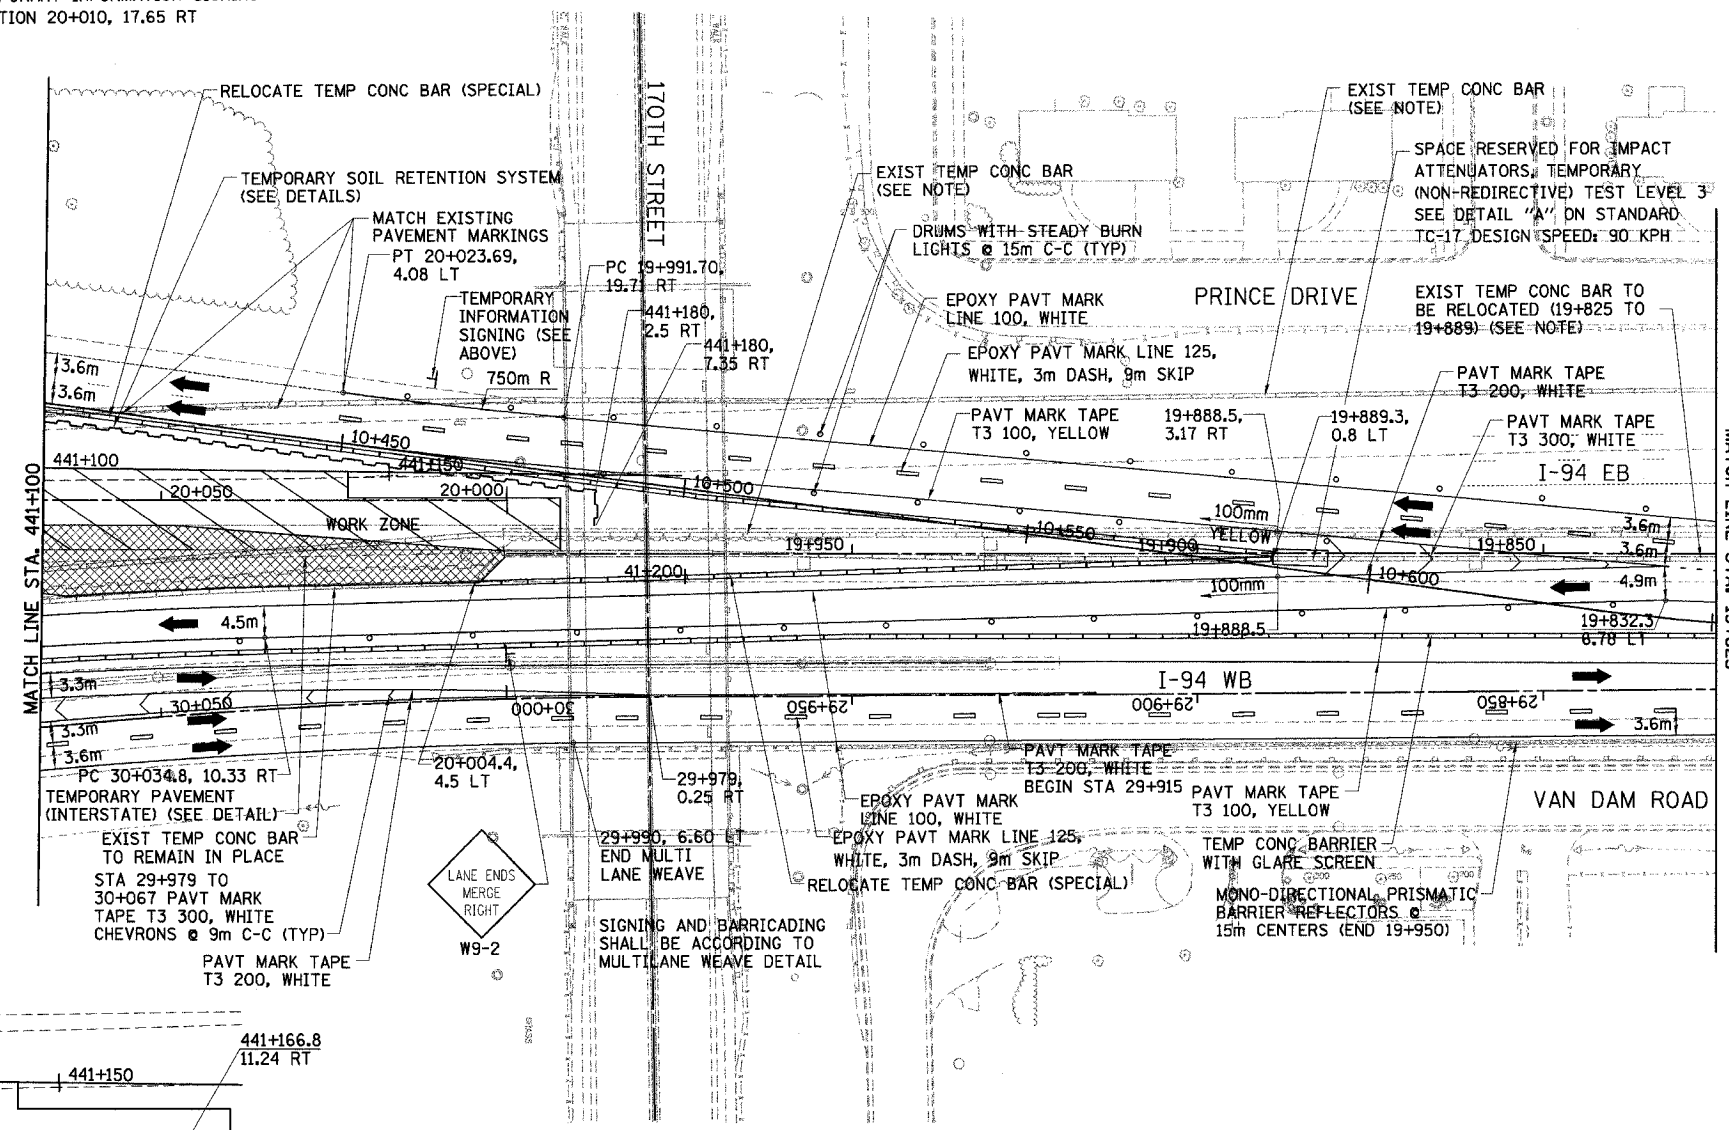 TION 20+010, 17.65 RT
RELOCATE TEMP CONC BAR (SPECIAL)
TEMPORARY SOIL RETENTION SYSTEM
(SEE DETAILS)
MATCH EXISTING
PAVEMENT MARKINGS
PT 20+023.69,
4.08 LT
TEMPORARY
INFORMATION
SIGNING (SEE
ABOVE)
750m R
170TH STREET
PC 19+991.70,
19.71 RT
441+180,
2.5 RT
441+180,
7.35 RT
EXIST TEMP CONC BAR
(SEE NOTE)
DRUMS WITH STEADY BURN
LIGHTS @ 15m C-C (TYP)
EPOXY PAVT MARK
LINE 100, WHITE
EPOXY PAVT MARK LINE 125,
WHITE, 3m DASH, 9m SKIP
PAVT MARK TAPE
T3 100, YELLOW
EXIST TEMP CONC BAR
(SEE NOTE)
SPACE RESERVED FOR IMPACT
ATTENUATORS, TEMPORARY
(NON-REDIRECTIVE) TEST LEVEL 3
SEE DETAIL "A" ON STANDARD
TC-17 DESIGN SPEED: 90 KPH
PRINCE DRIVE
EXIST TEMP CONC BAR TO
BE RELOCATED (19+825 TO
19+889) (SEE NOTE)
PAVT MARK TAPE
T3 200, WHITE
19+888.5,
3.17 RT
19+889.3,
0.8 LT
PAVT MARK TAPE
T3 300, WHITE
I-94 EB
3.6m
3.6m
MATCH LINE STA. 441+100
441+100
10+450
441+150
20+050
20+000
10+500
WORK ZONE
19+950
10+550
19+900
100mm
YELLOW
19+850
3.6m
3.6m
4.9m
41+200
100mm
10+600
19+888.5
19+832.3
6.78 LT
4.5m
3.3m
3.3m
3.6m
30+050
30+000
29+950
I-94 WB
29+900
29+850
3.6m
PC 30+034.8, 10.33 RT
TEMPORARY PAVEMENT
(INTERSTATE) (SEE DETAIL)
EXIST TEMP CONC BAR
TO REMAIN IN PLACE
STA 29+979 TO
30+067 PAVT MARK
TAPE T3 300, WHITE
CHEVRONS @ 9m C-C (TYP)
PAVT MARK TAPE
T3 200, WHITE
20+004.4,
4.5 LT
LANE ENDS
MERGE
RIGHT
W9-2
29+979,
0.25 RT
29+990, 6.60 LT
END MULTI
LANE WEAVE
SIGNING AND BARRICADING
SHALL BE ACCORDING TO
MULTILANE WEAVE DETAIL
EPOXY PAVT MARK
LINE 100, WHITE
EPOXY PAVT MARK LINE 125,
WHITE, 3m DASH, 9m SKIP
RELOCATE TEMP CONC BAR (SPECIAL)
PAVT MARK TAPE
T3 200, WHITE
BEGIN STA 29+915
PAVT MARK TAPE
T3 100, YELLOW
VAN DAM ROAD
TEMP CONC BARRIER
WITH GLARE SCREEN
MONO-DIRECTIONAL PRISMATIC
BARRIER REFLECTORS @
15m CENTERS (END 19+950)
441+166.8
11.24 RT
441+150